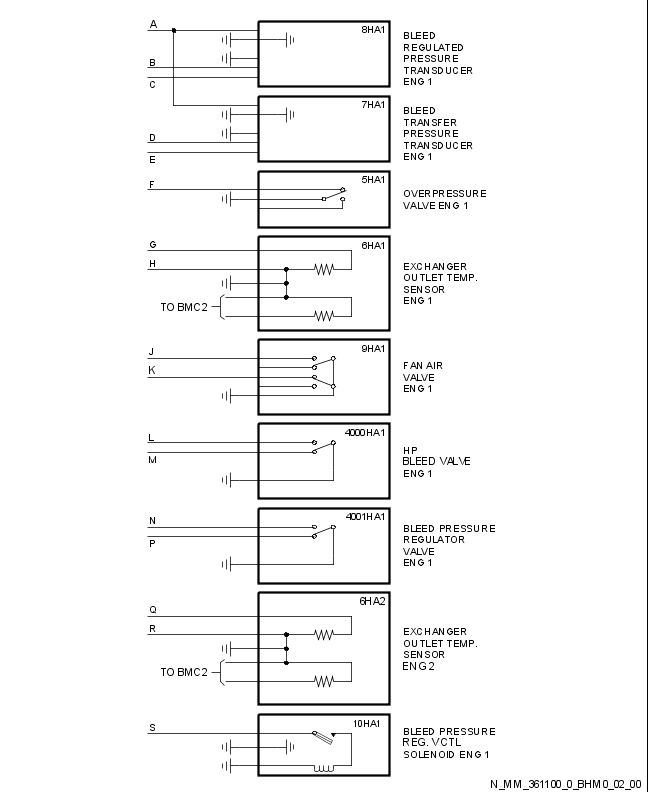 A
8HA1
BLEED
REGULATED
PRESSURE
TRANSDUCER
ENG 1
B
C
7HA1
BLEED
TRANSFER
PRESSURE
TRANSDUCER
ENG 1
D
E
F
5HA1
OVERPRESSURE
VALVE ENG 1
G
6HA1
H
EXCHANGER
OUTLET TEMP.
SENSOR
ENG 1
TO BMC2
J
9HA1
K
FAN AIR
VALVE
ENG 1
L
4000HA1
M
HP
BLEED VALVE
ENG 1
N
4001HA1
P
BLEED PRESSURE
REGULATOR
VALVE
ENG 1
Q
6HA2
R
EXCHANGER
OUTLET TEMP.
SENSOR
ENG 2
TO BMC2
S
10HA1
BLEED PRESSURE
REG. V.CTL
SOLENOID ENG 1
N_MM_361100_0_BHM0_02_00